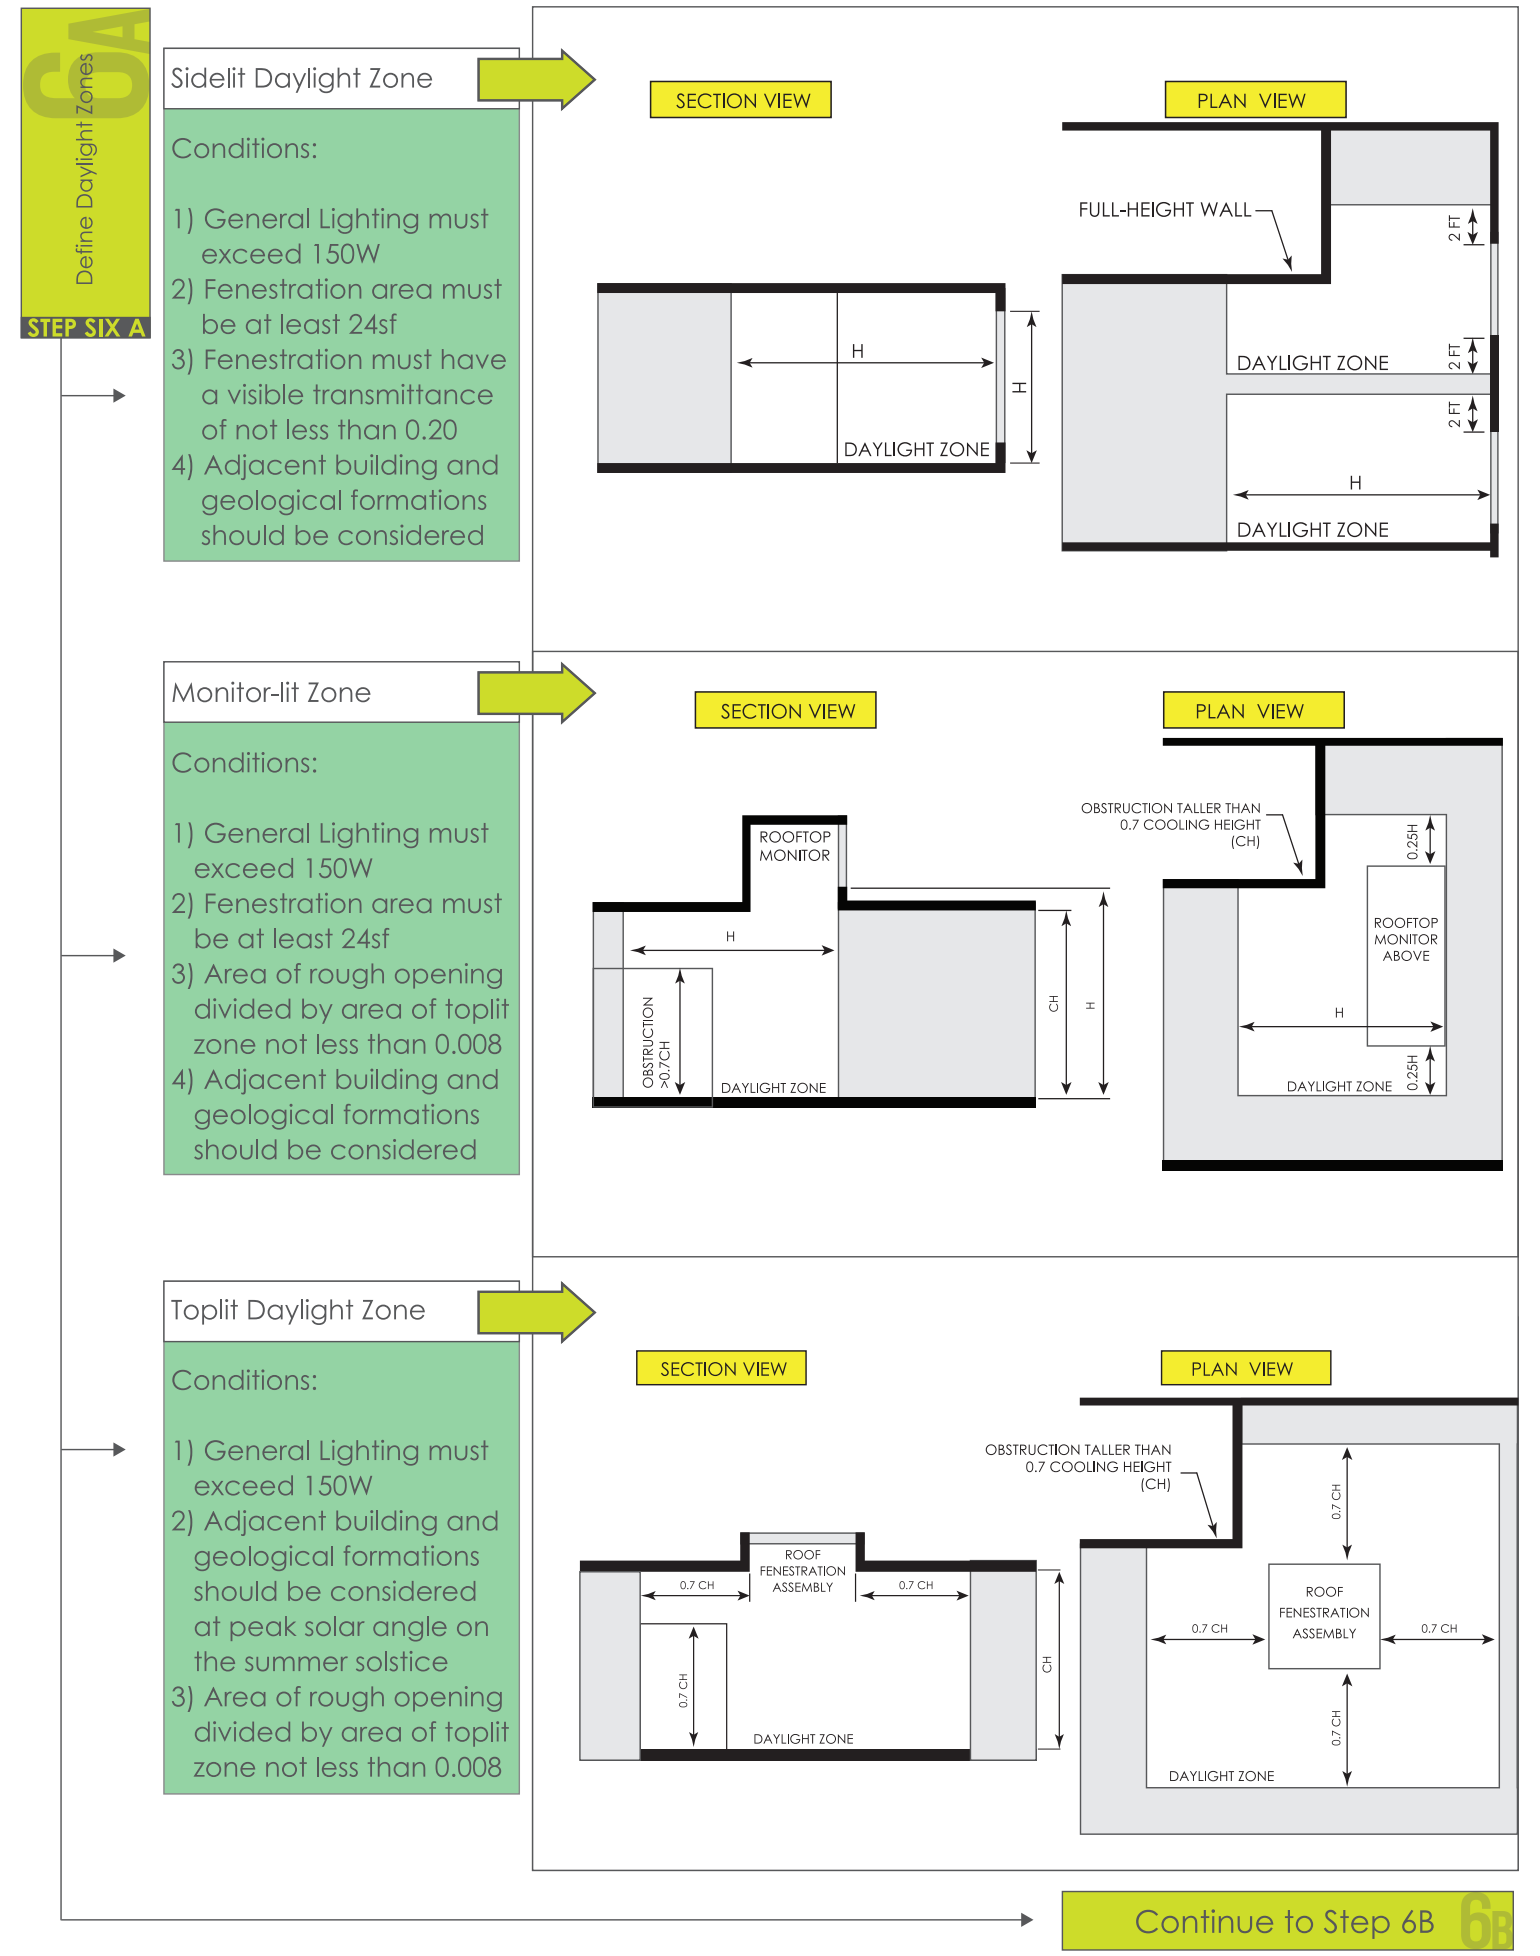 6A
Define Daylight Zones
STEP SIX A
Sidelit Daylight Zone
Conditions:
1) General Lighting must
exceed 150W
2) Fenestration area must
be at least 24sf
3) Fenestration must have
a visible transmittance
of not less than 0.20
4) Adjacent building and
geological formations
should be considered
SECTION VIEW
H
H
DAYLIGHT ZONE
PLAN VIEW
FULL-HEIGHT WALL
2 FT
DAYLIGHT ZONE
2 FT
2 FT
H
DAYLIGHT ZONE
Monitor-lit Zone
Conditions:
1) General Lighting must
exceed 150W
2) Fenestration area must
be at least 24sf
3) Area of rough opening
divided by area of toplit
zone not less than 0.008
4) Adjacent building and
geological formations
should be considered
SECTION VIEW
ROOFTOP
MONITOR
H
OBSTRUCTION
>0.7CH
DAYLIGHT ZONE
CH
H
PLAN VIEW
OBSTRUCTION TALLER THAN
0.7 COOLING HEIGHT
(CH)
0.25H
ROOFTOP
MONITOR
ABOVE
H
0.25H
DAYLIGHT ZONE
Toplit Daylight Zone
Conditions:
1) General Lighting must
exceed 150W
2) Adjacent building and
geological formations
should be considered
at peak solar angle on
the summer solstice
3) Area of rough opening
divided by area of toplit
zone not less than 0.008
SECTION VIEW
ROOF
FENESTRATION
ASSEMBLY
0.7 CH
0.7 CH
0.7 CH
CH
DAYLIGHT ZONE
PLAN VIEW
OBSTRUCTION TALLER THAN
0.7 COOLING HEIGHT
(CH)
0.7 CH
ROOF
FENESTRATION
ASSEMBLY
0.7 CH
0.7 CH
0.7 CH
DAYLIGHT ZONE
Continue to Step 6B
6B